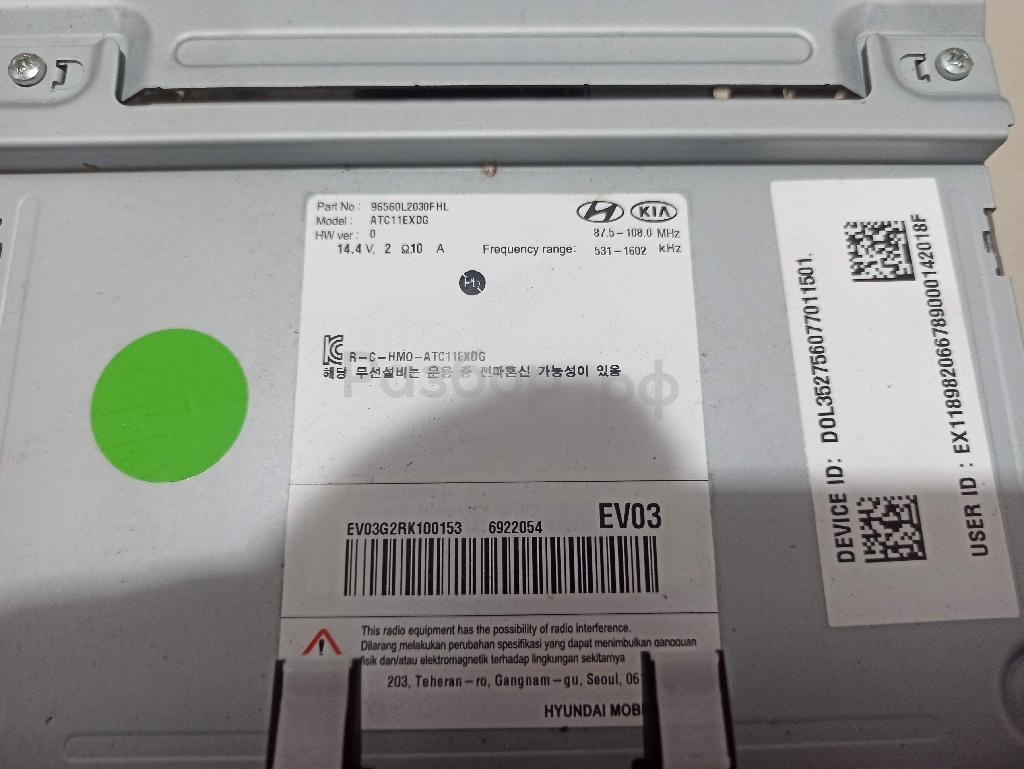 Part No : 96560L2030FHL
Model : ATC11EXDG
HW ver : 0
14.4 V, 2 Ω,10 A
KIA
87.5-108.0 MHz
Frequency range: 531-1602 kHz
R-C-HMO-ATC11EXDG
해당 무선설비는 운용 중 전파혼신 가능성이 있음
EV03
EV03G2RK100153 6922054
This radio equipment has the possibility of radio interference.
Dilarang melakukan perubahan spesifikasi yang dapat menimbulkan gangguan
fisik dan/atau elektromagnetik terhadap lingkungan sekitarnya
203, Teheran-ro, Gangnam-gu, Seoul, 06
HYUNDAI MOB
DEVICE ID: D0L352756077011501
USER ID : EX118982066789000142018F